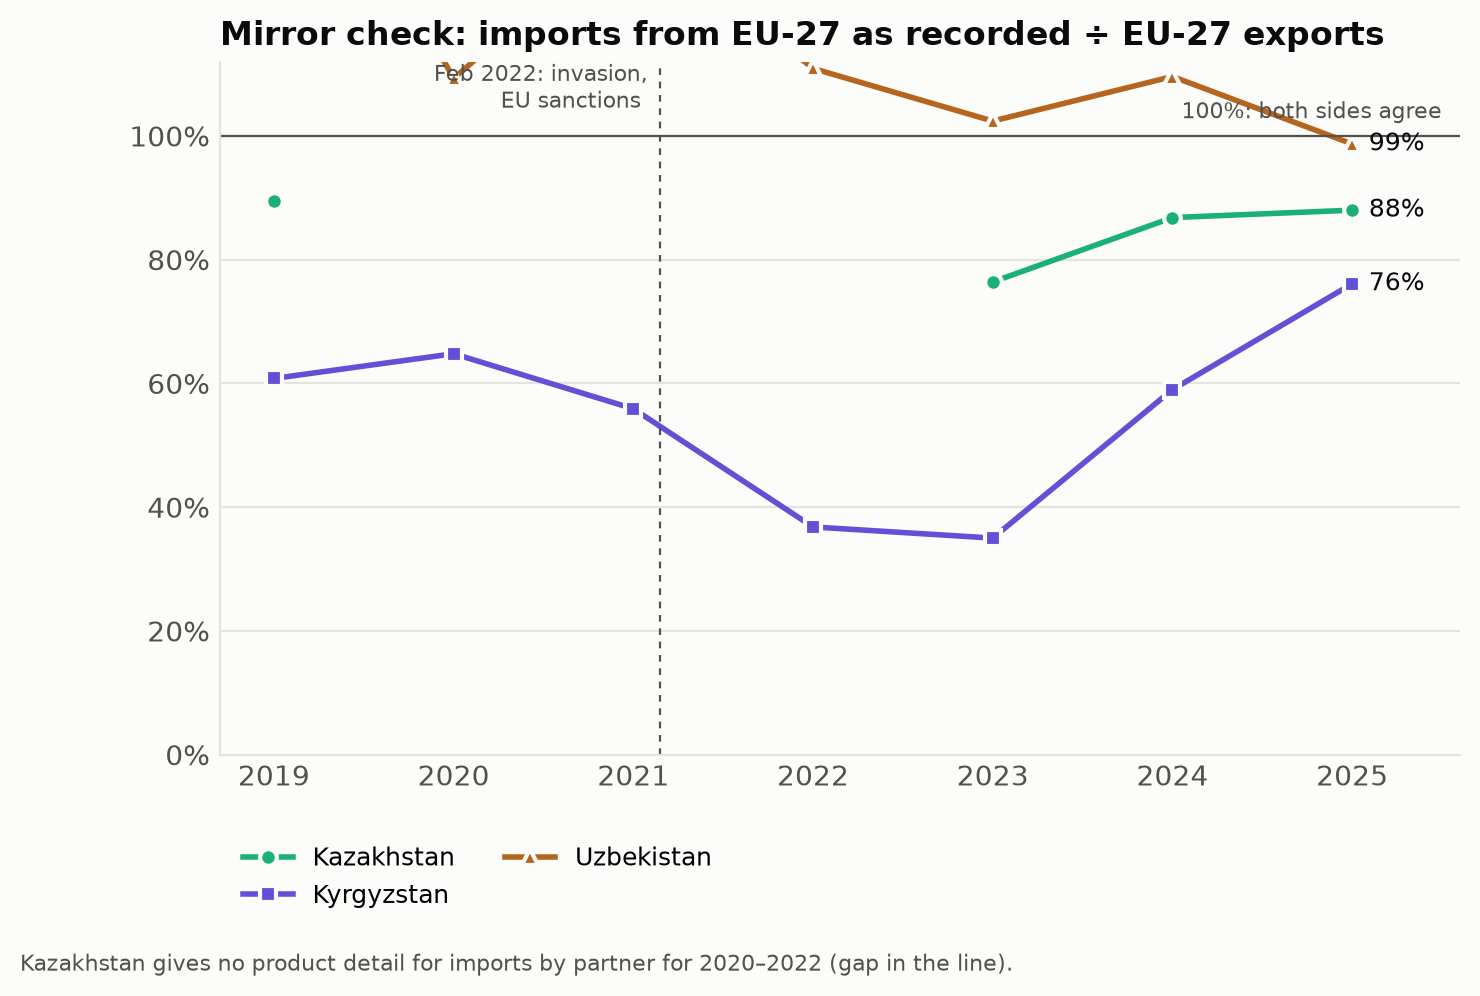 Mirror check: imports from EU-27 as recorded ÷ EU-27 exports
Feb 2022: invasion,
EU sanctions
100%: both sides agree
100%
99%
88%
80%
76%
60%
40%
20%
0%
2019 2020 2021 2022 2023 2024 2025
Kazakhstan Uzbekistan
Kyrgyzstan
Kazakhstan gives no product detail for imports by partner for 2020–2022 (gap in the line).